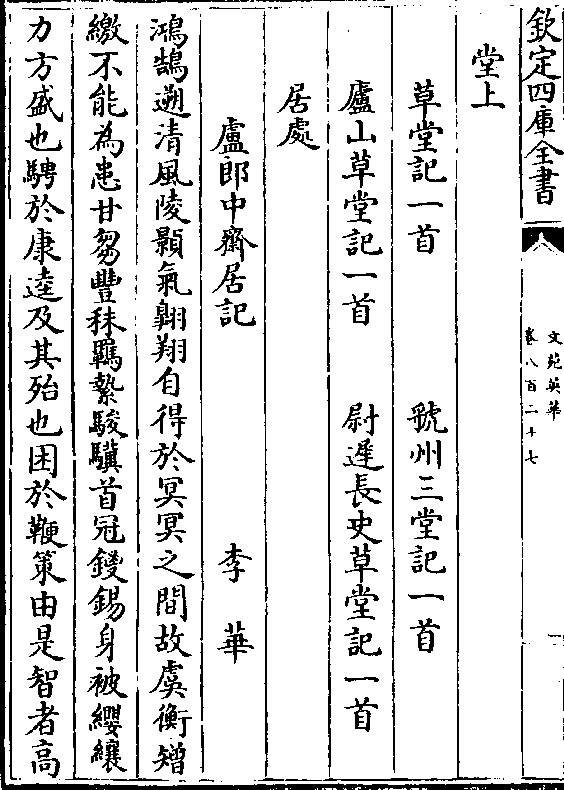 欽定四庫全書
文苑英華
卷八百二十七
堂上
草堂記一首　虢州三堂記一首
廬山草堂記一首　尉遲長史草堂記一首
居處
盧郎中齋居記　李華
鴻鵠遡清風陵顥氣翺翔自得於冥冥之間故虞衡矰
繳不能為患甘芻豐秣羈縶駿驥首冠鍐錫身被纓纕
力方盛也騁於康逵及其殆也困於鞭策由是智者高